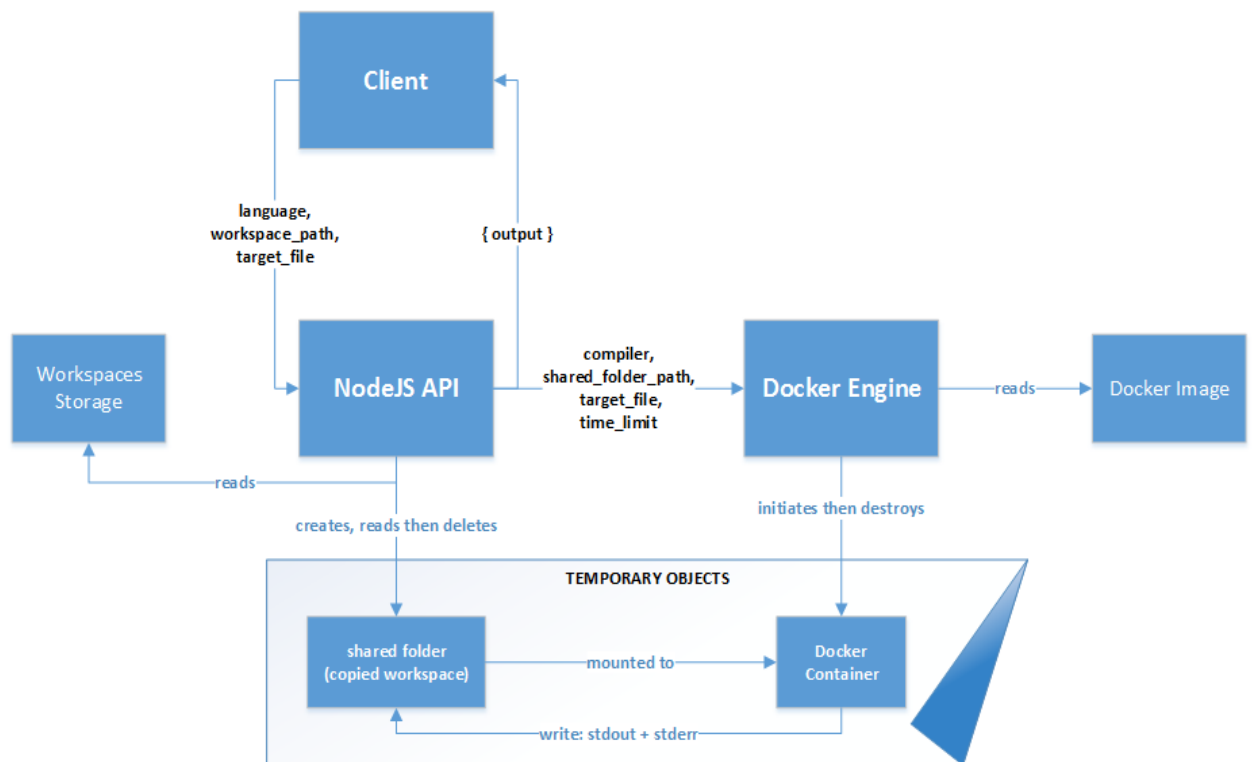 Client
language,
workspace_path,
target_file
{ output }
Workspaces
Storage
NodeJS API
compiler,
shared_folder_path,
target_file,
time_limit
Docker Engine
reads
Docker Image
reads
creates, reads then deletes
initiates then destroys
TEMPORARY OBJECTS
shared folder
(copied workspace)
mounted to
Docker
Container
write: stdout + stderr